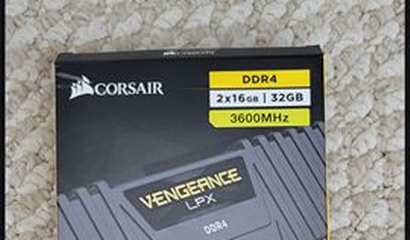 CORSAIR
DDR4
2x16GB | 32GB
3600MHz
VENGEANCE
LPX
DDR4